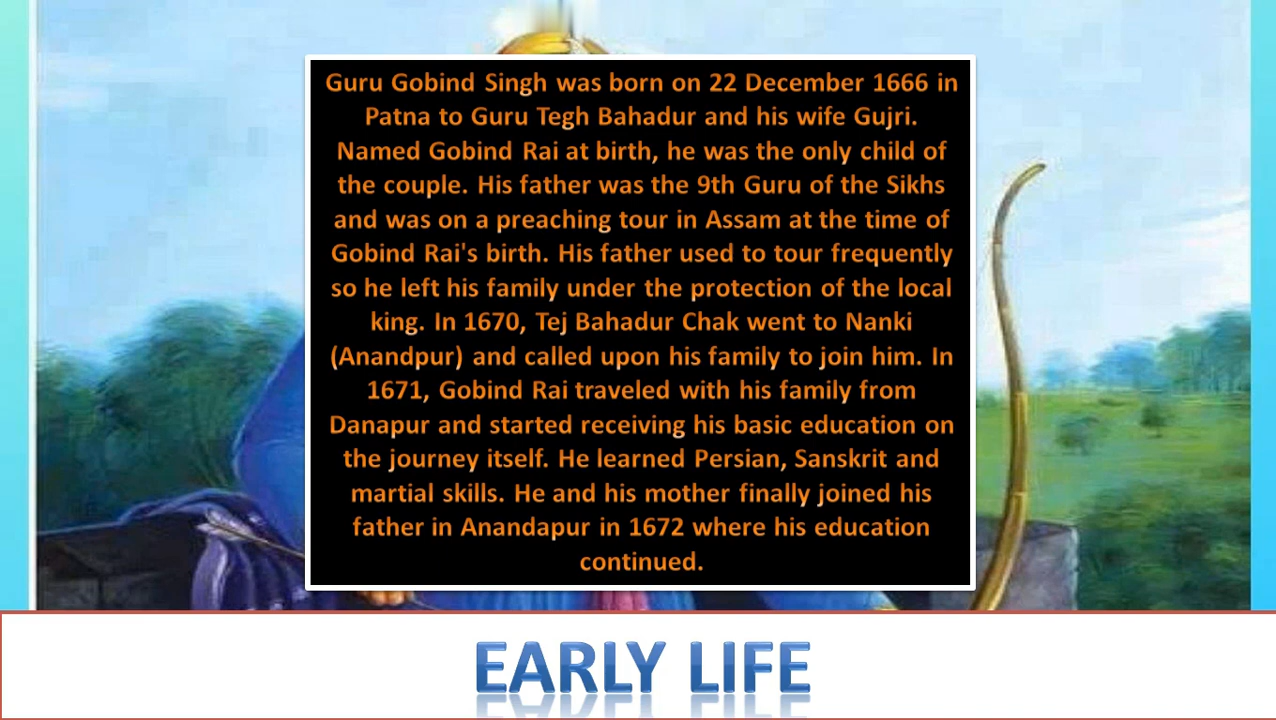 Guru Gobind Singh was born on 22 December 1666 in
Patna to Guru Tegh Bahadur and his wife Gujri.
Named Gobind Rai at birth, he was the only child of
the couple. His father was the 9th Guru of the Sikhs
and was on a preaching tour in Assam at the time of
Gobind Rai's birth. His father used to tour frequently
so he left his family under the protection of the local
king. In 1670, Tej Bahadur Chak went to Nanki
(Anandpur) and called upon his family to join him. In
1671, Gobind Rai traveled with his family from
Danapur and started receiving his basic education on
the journey itself. He learned Persian, Sanskrit and
martial skills. He and his mother finally joined his
father in Anandapur in 1672 where his education
continued.
EARLY LIFE